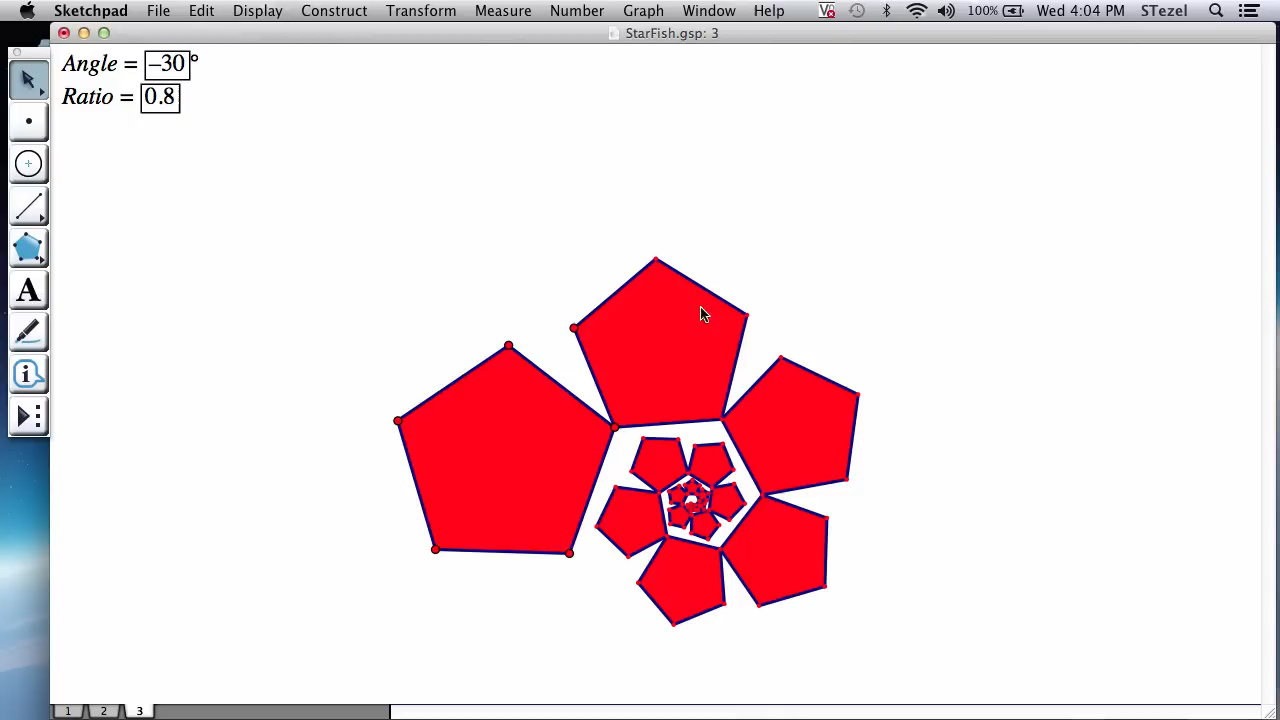 Sketchpad File Edit Display Construct Transform Measure Number Graph Window Help 100% Wed 4:04 PM STezel
StarFish.gsp: 3
Angle = –30°
Ratio = 0.8
A
i
1 2 3